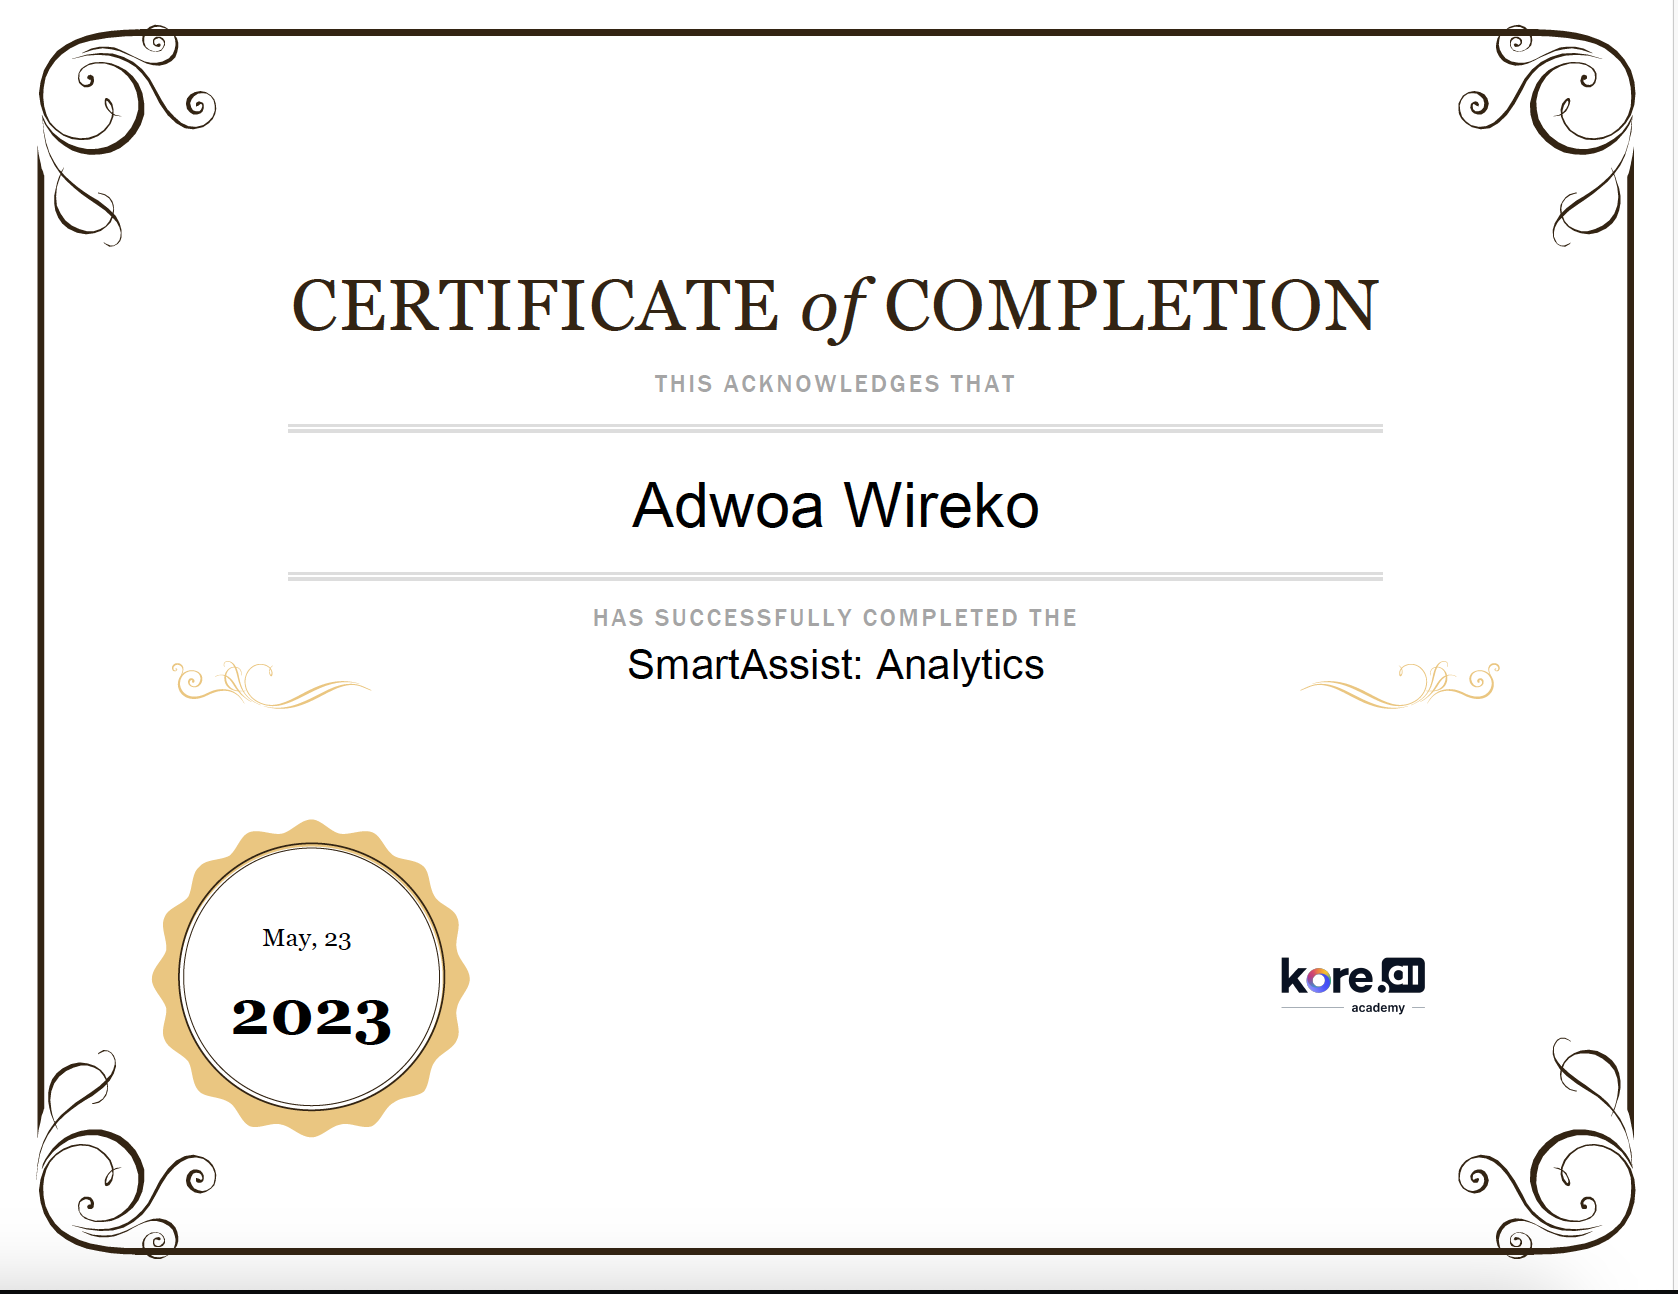 CERTIFICATE of COMPLETION
THIS ACKNOWLEDGES THAT
Adwoa Wireko
HAS SUCCESSFULLY COMPLETED THE
SmartAssist: Analytics
May, 23
2023
kore.ai
academy